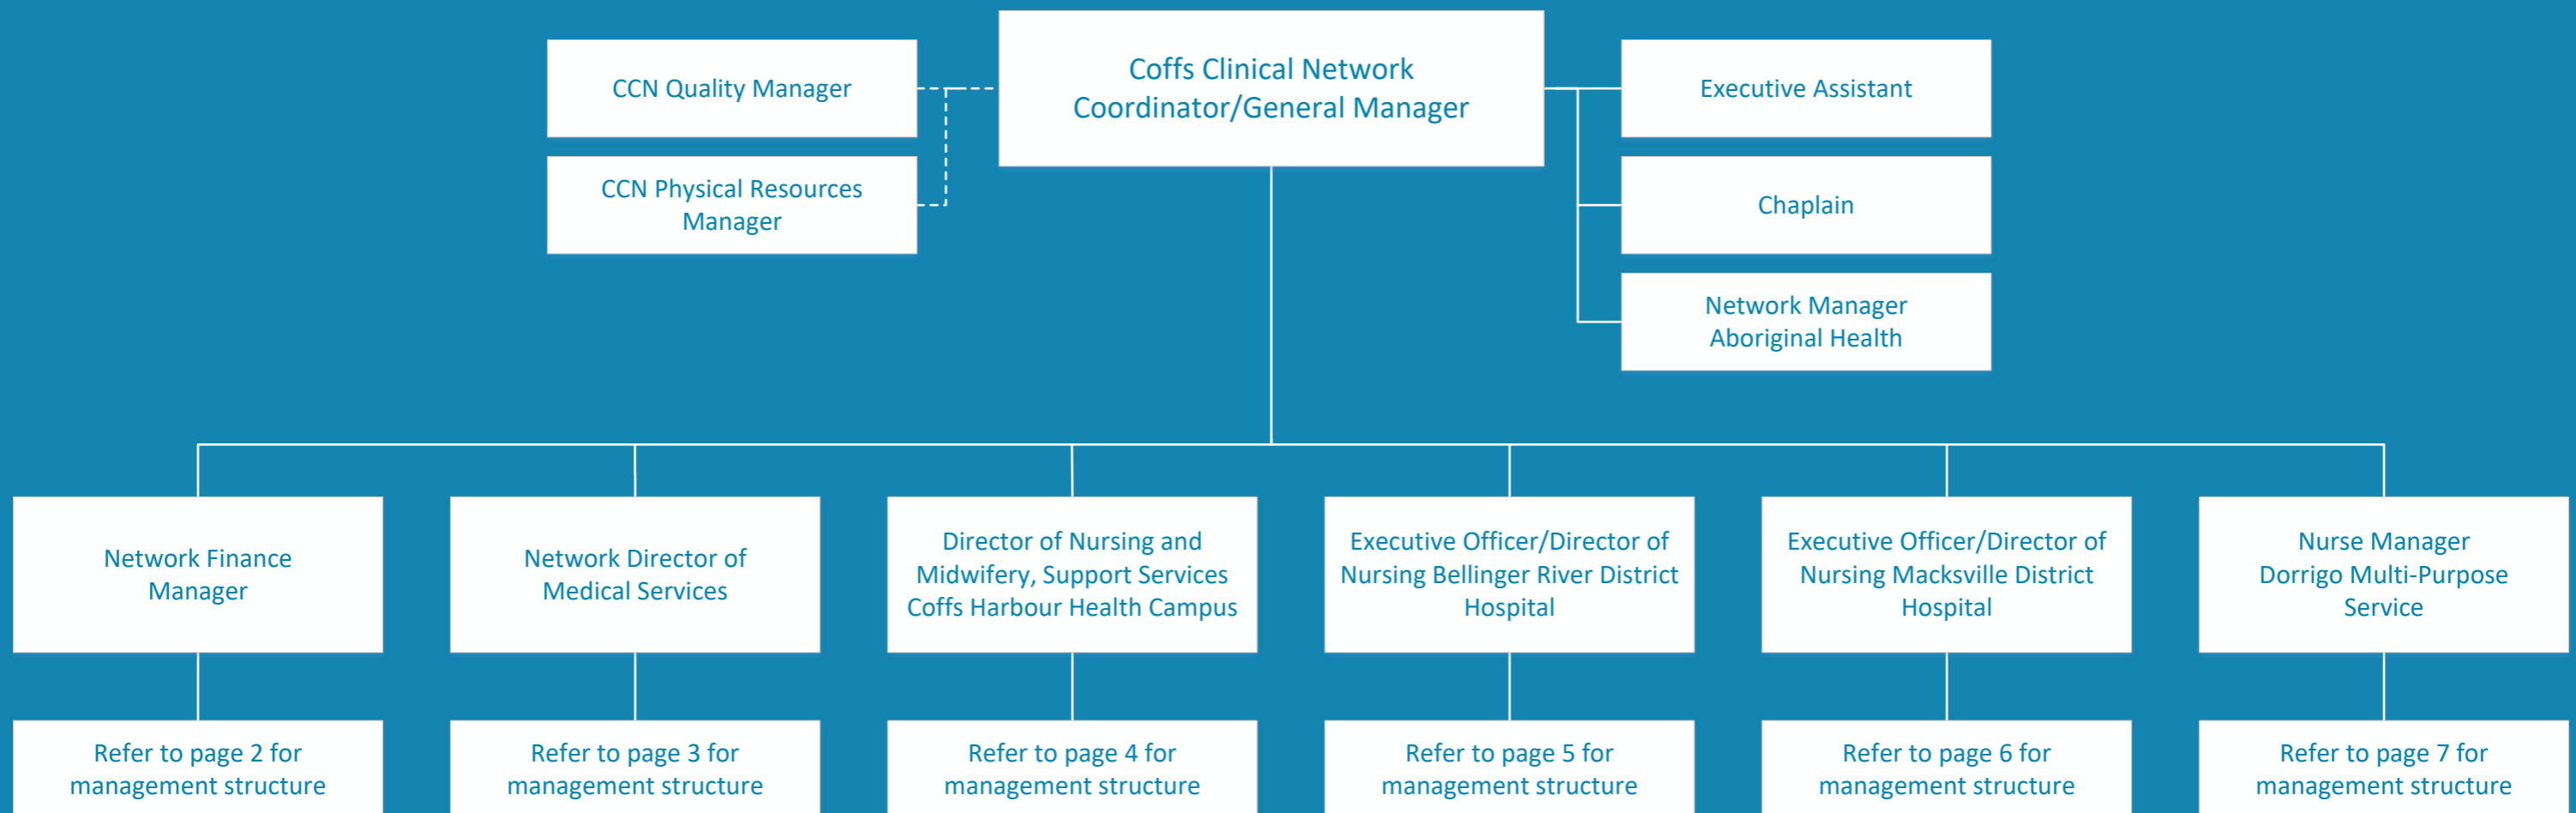 Coffs Clinical Network
Coordinator/General Manager
CCN Quality Manager
CCN Physical Resources
Manager
Executive Assistant
Chaplain
Network Manager
Aboriginal Health
Network Finance
Manager
Network Director of
Medical Services
Director of Nursing and
Midwifery, Support Services
Coffs Harbour Health Campus
Executive Officer/Director of
Nursing Bellinger River District
Hospital
Executive Officer/Director of
Nursing Macksville District
Hospital
Nurse Manager
Dorrigo Multi-Purpose
Service
Refer to page 2 for
management structure
Refer to page 3 for
management structure
Refer to page 4 for
management structure
Refer to page 5 for
management structure
Refer to page 6 for
management structure
Refer to page 7 for
management structure